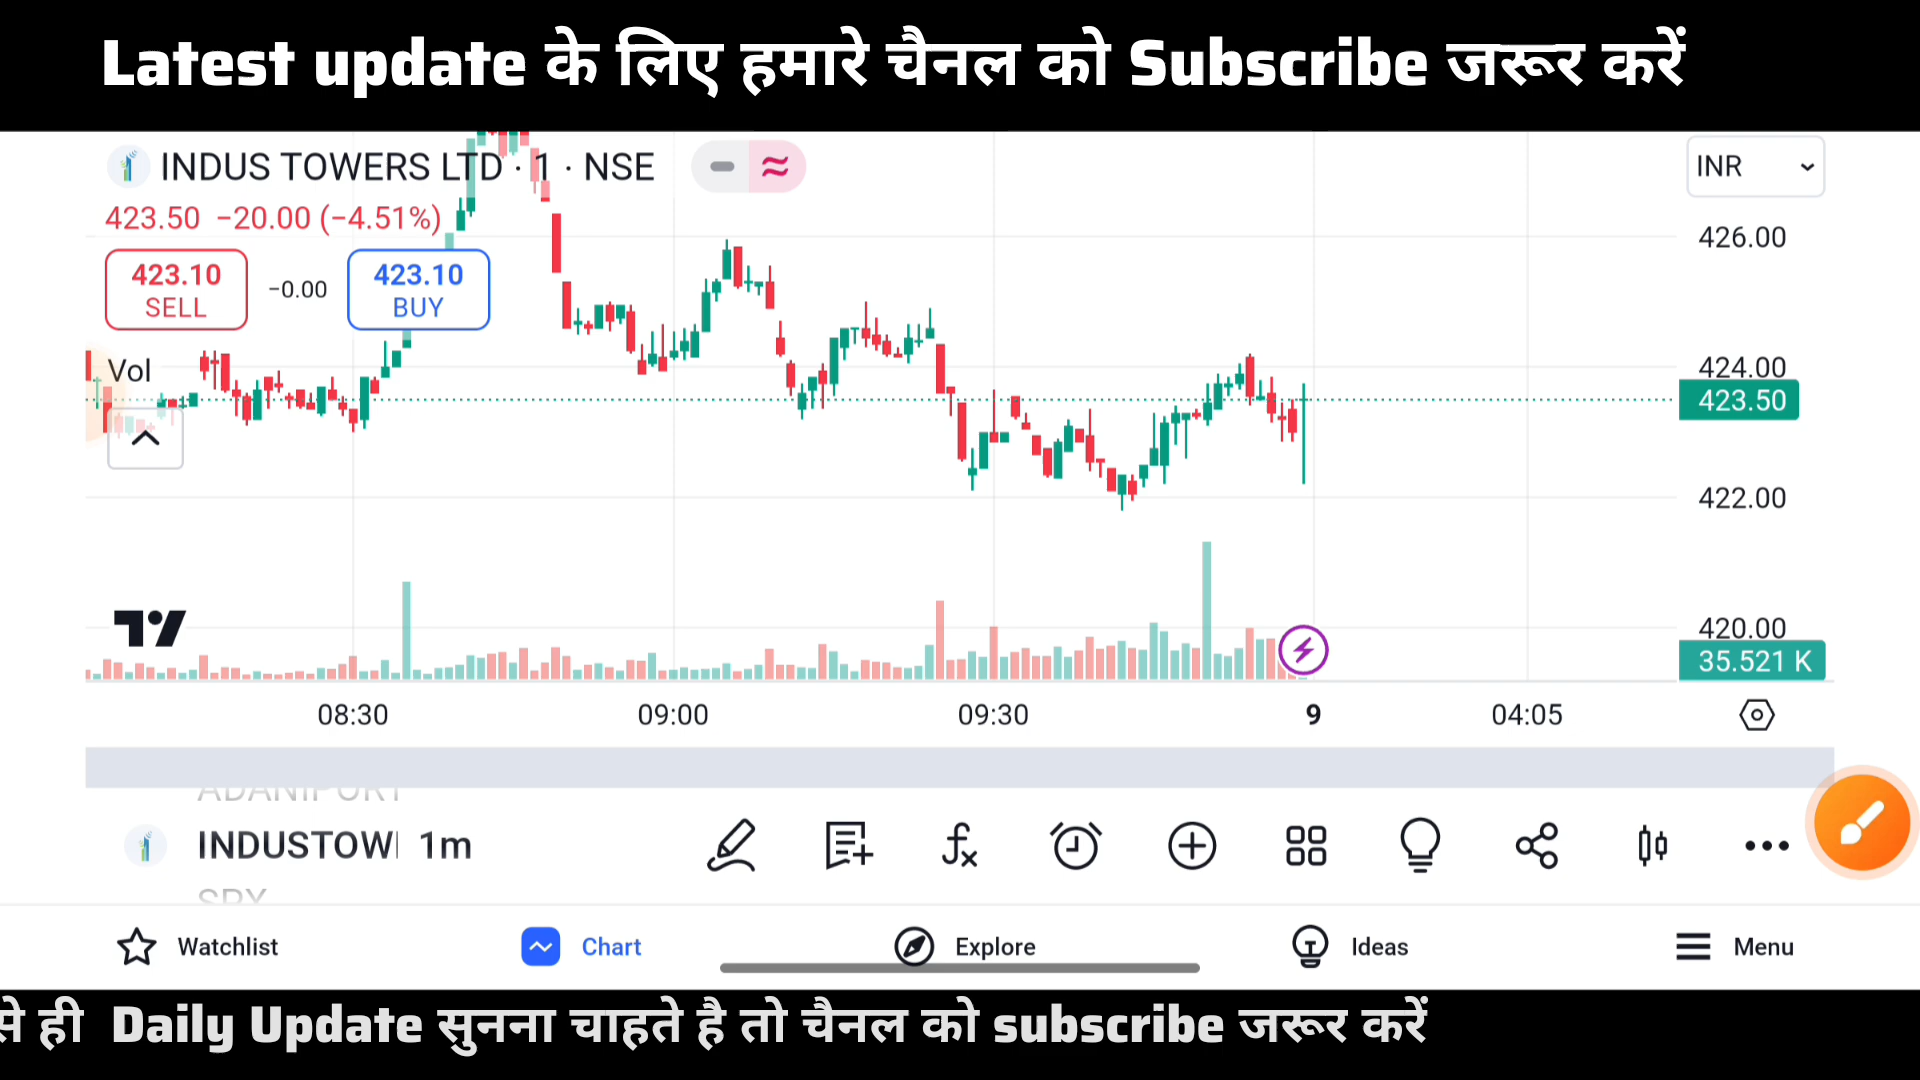 Latest update के लिए हमारे चैनल को Subscribe जरूर करें
INDUS TOWERS LTD · 1 · NSE
INR
423.50 −20.00 (−4.51%)
426.00
423.10
SELL
−0.00
423.10
BUY
Vol
424.00
423.50
422.00
420.00
35.521 K
08:30 09:00 09:30 9 04:05
ADANIPORT
INDUSTOW 1m
SPY
Watchlist Chart Explore Ideas Menu
से ही Daily Update सुनना चाहते है तो चैनल को subscribe जरूर करें